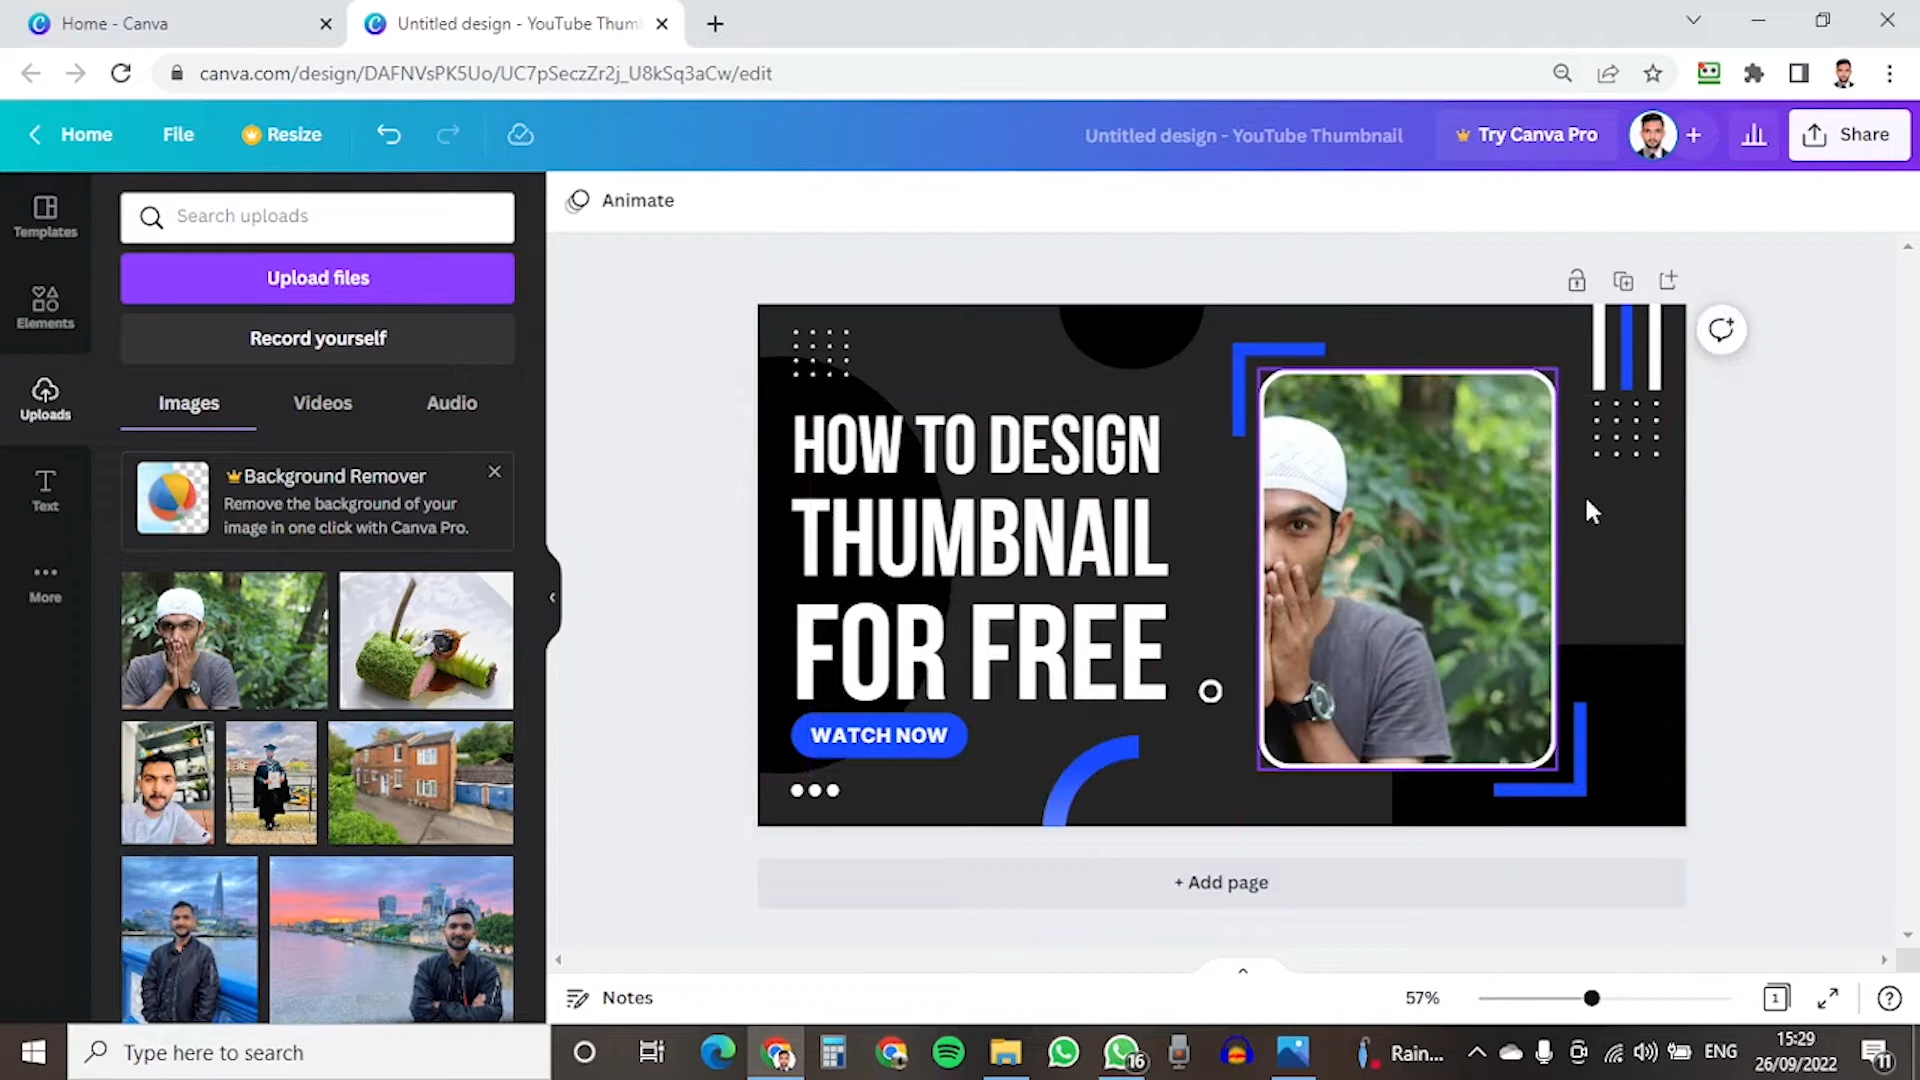 Home - Canva
Untitled design - YouTube Thum
canva.com/design/DAFNVsPK5Uo/UC7pSeczZr2j_U8kSq3aCw/edit
Home
File
Resize
Untitled design - YouTube Thumbnail
Try Canva Pro
Share
Templates
Elements
Uploads
Text
More
Search uploads
Upload files
Record yourself
Images
Videos
Audio
Background Remover
Remove the background of your
image in one click with Canva Pro.
Animate
HOW TO DESIGN
THUMBNAIL
FOR FREE
WATCH NOW
+ Add page
Notes
57%
1
Type here to search
16
Rain...
ENG
15:29
26/09/2022
11